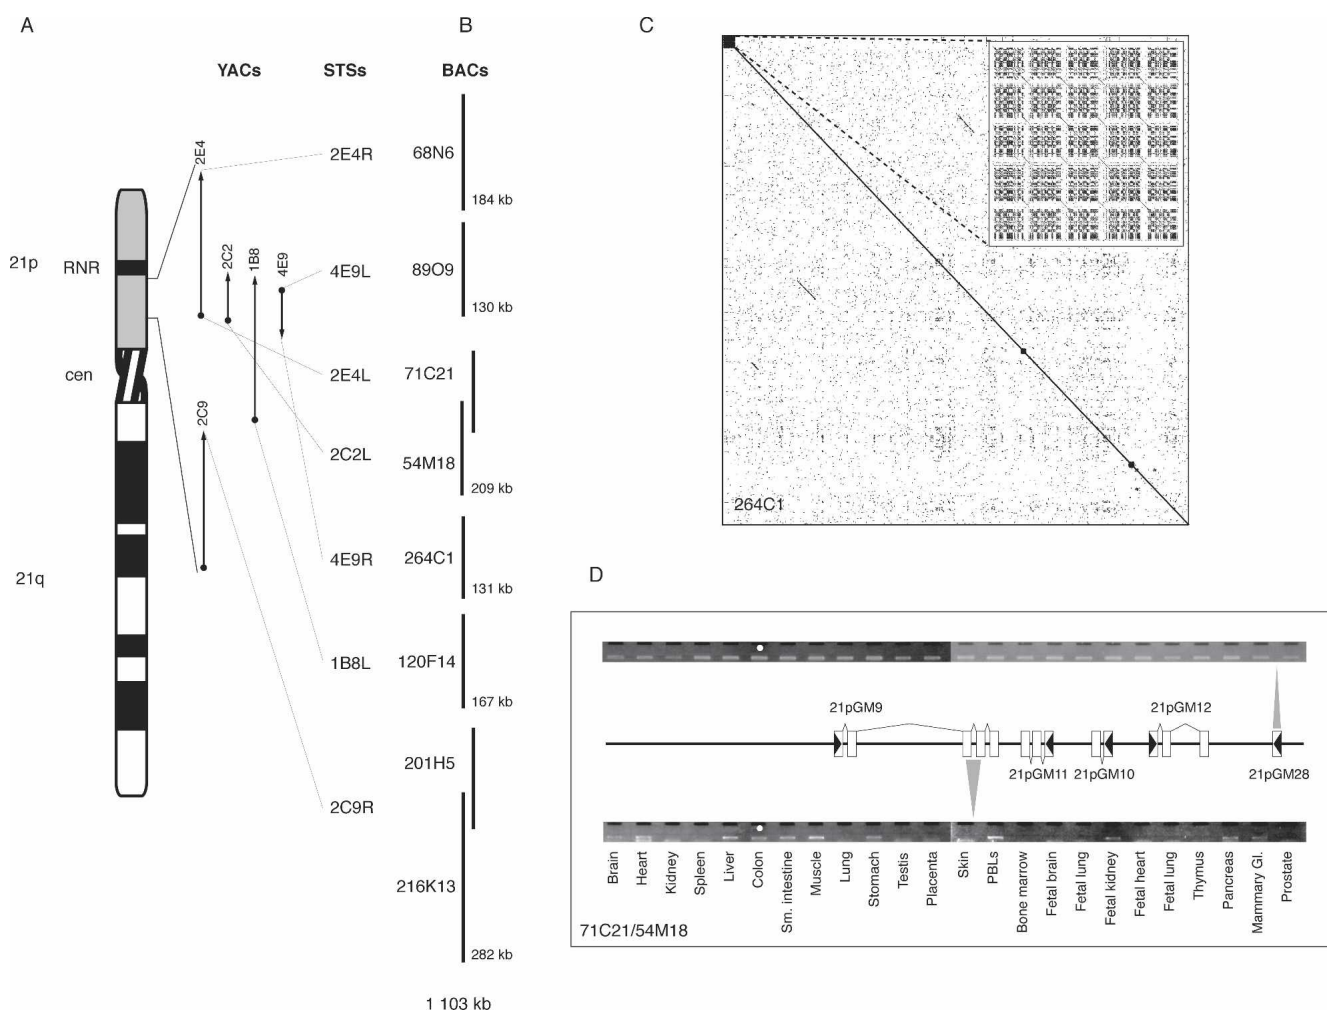 A
B
C
YACs
STSs
BACs
2E4
2E4R
68N6
184 kb
21p
RNR
2C2
1B8
4E9
4E9L
89O9
130 kb
cen
2E4L
71C21
2C9
2C2L
54M18
209 kb
264C1
21q
4E9R
264C1
131 kb
D
1B8L
120F14
167 kb
21pGM9
21pGM12
201H5
21pGM11
21pGM10
21pGM28
2C9R
216K13
282 kb
Brain
Heart
Kidney
Spleen
Liver
Colon
Sm. intestine
Muscle
Lung
Stomach
Testis
Placenta
Skin
PBLs
Bone marrow
Fetal brain
Fetal lung
Fetal kidney
Fetal heart
Fetal lung
Thymus
Pancreas
Mammary Gl.
Prostate
71C21/54M18
1 103 kb